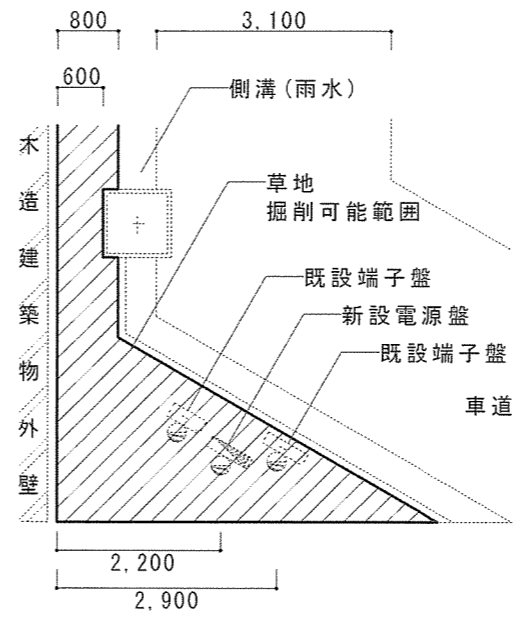 800
3,100
600
側溝(雨水)
草地
掘削可能範囲
既設端子盤
新設電源盤
既設端子盤
車道
木造建築物外壁
2,200
2,900